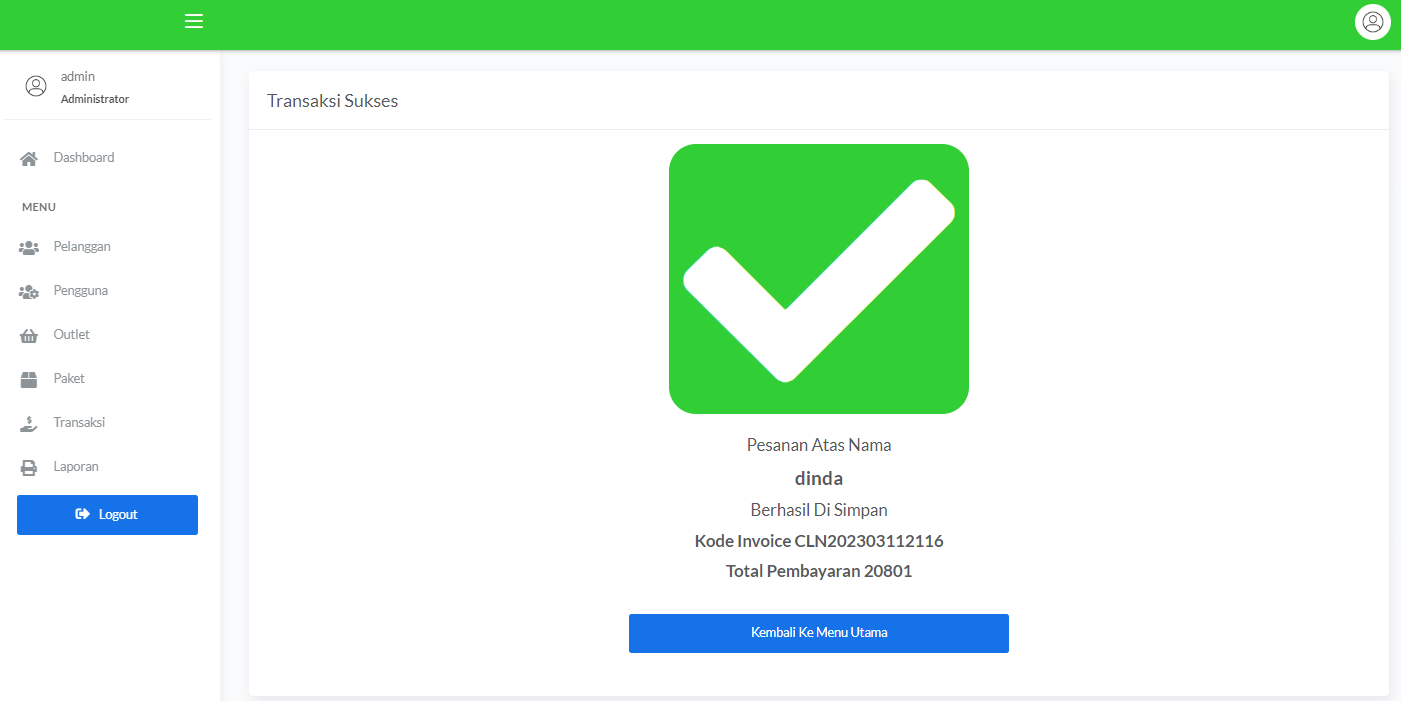 admin
Administrator
Dashboard
MENU
Pelanggan
Pengguna
Outlet
Paket
Transaksi
Laporan
Logout
Transaksi Sukses
Pesanan Atas Nama
dinda
Berhasil Di Simpan
Kode Invoice CLN202303112116
Total Pembayaran 20801
Kembali Ke Menu Utama